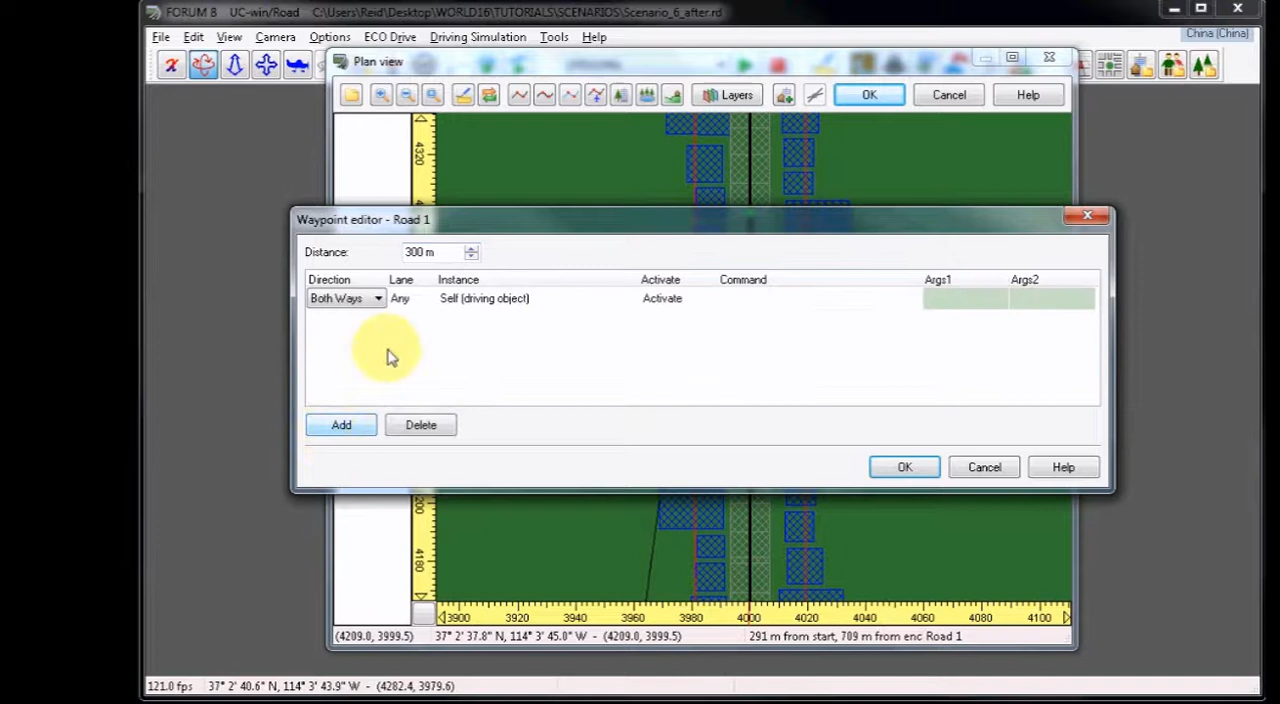 FORUM 8 UC-win/Road C:\Users\Reid\Desktop\WORLD16\TUTORIALS\SCENARIOS\Scenario_6_after.rd
File Edit View Camera Options ECO Drive Driving Simulation Tools Help China (China)
Plan view
Layers OK Cancel Help
4320
Waypoint editor - Road 1
Distance: 300 m
Direction Lane Instance Activate Command Args1 Args2
Both Ways Any Self (driving object) Activate
Add Delete
OK Cancel Help
4180
3900 3920 3940 3960 3980 4000 4020 4040 4060 4080 4100
(4209.0, 3999.5) 37° 2' 37.8" N, 114° 3' 45.0" W - (4209.0, 3999.5) 291 m from start, 709 m from enc Road 1
121.0 fps 37° 2' 40.6" N, 114° 3' 43.9" W - (4282.4, 3979.6)